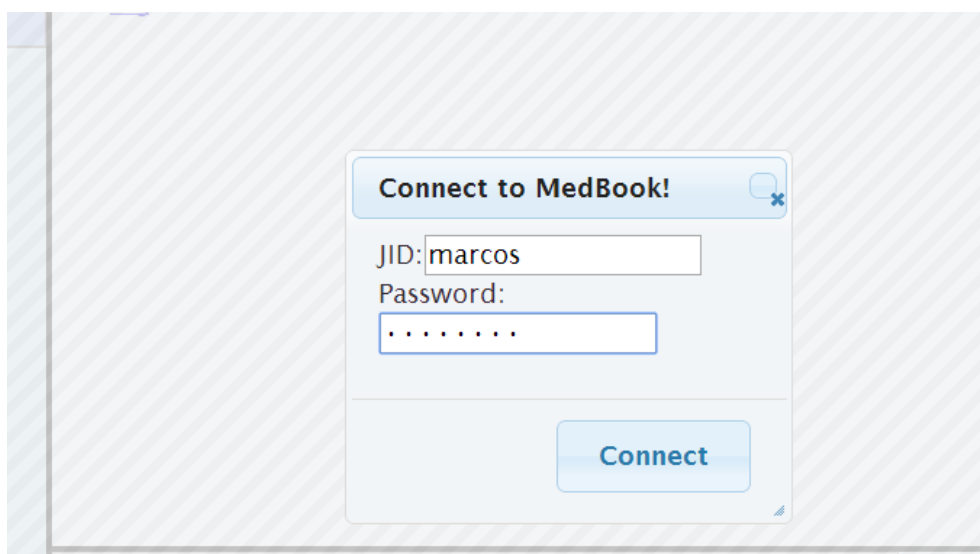 Connect to MedBook!
JID: marcos
Password:
........
Connect